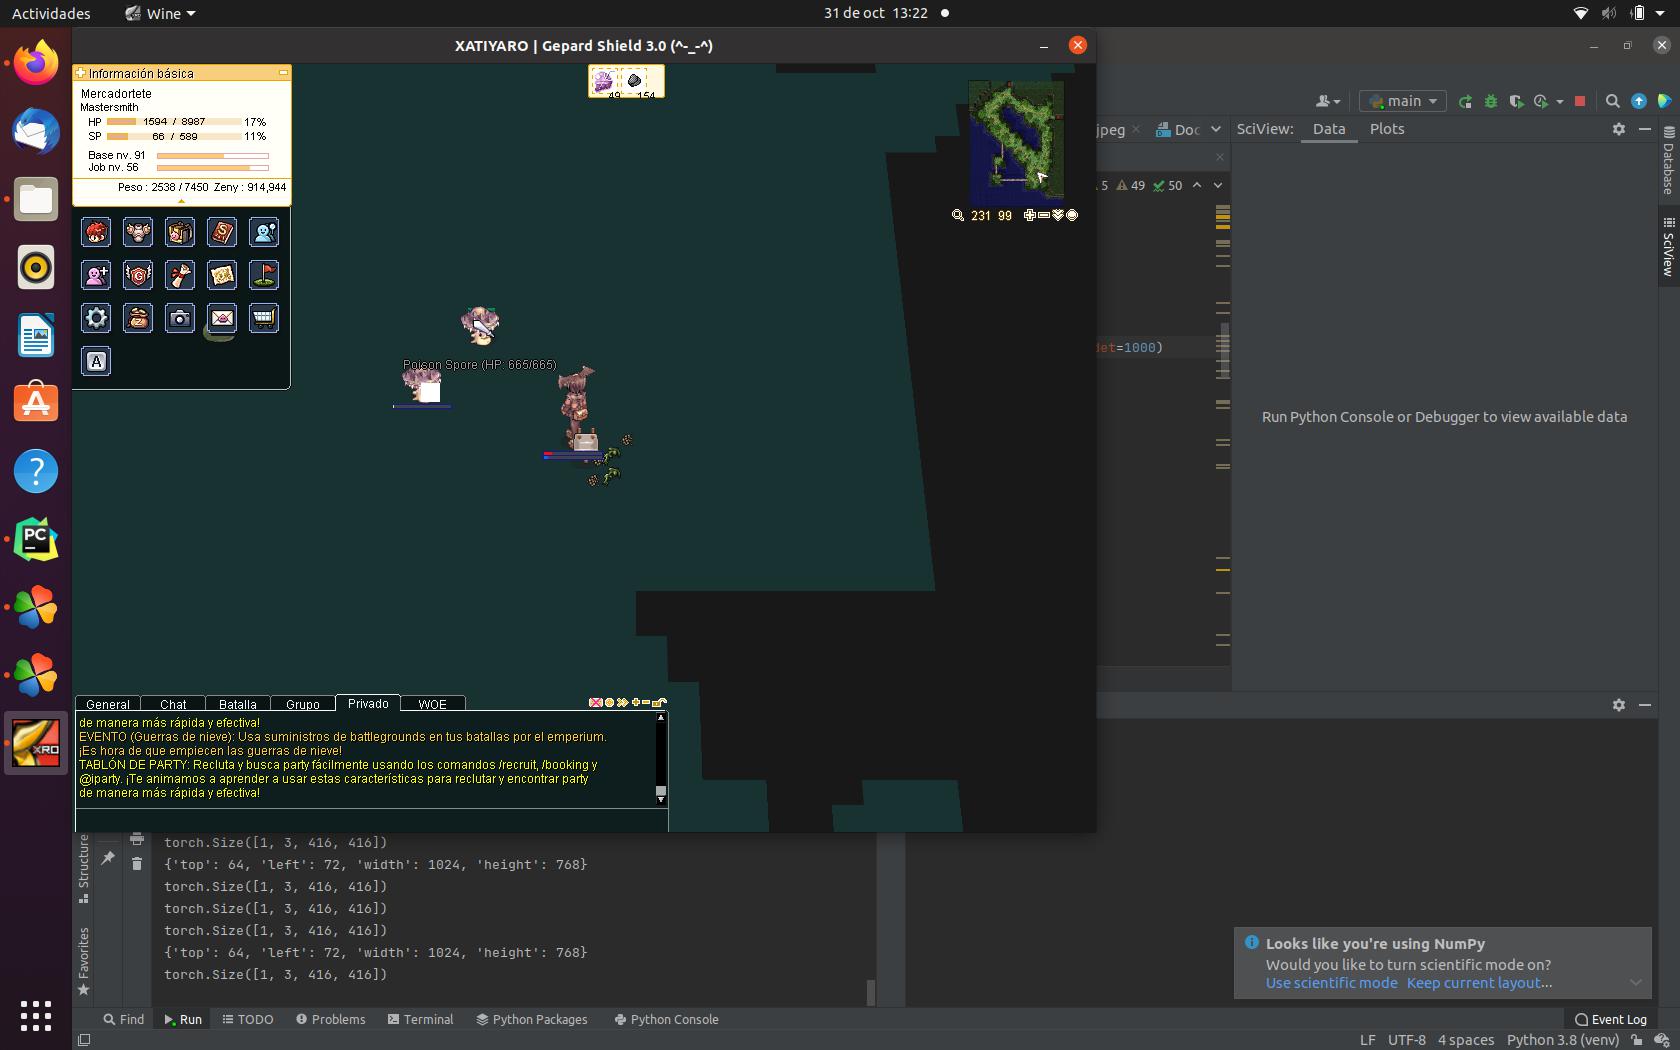 Actividades
Wine
31 de oct 13:22
XATIYARO | Gepard Shield 3.0 (^-_-^)
Información básica
Mercadortete
Mastersmith
HP 1594 / 8987 17%
SP 66 / 589 11%
Base nv. 91
Job nv. 56
Peso : 2538 / 7450 Zeny : 914,944
49 154
231 99
Poison Spore (HP: 665/665)
main
jpeg
Doc
SciView: Data Plots
5 49 50
det=1000)
Database
SciView
Run Python Console or Debugger to view available data
General Chat Batalla Grupo Privado WOE
de manera más rápida y efectiva!
EVENTO (Guerras de nieve): Usa suministros de battlegrounds en tus batallas por el emperium.
¡Es hora de que empiecen las guerras de nieve!
TABLÓN DE PARTY: Recluta y busca party fácilmente usando los comandos /recruit, /booking y
@iparty. ¡Te animamos a aprender a usar estas características para reclutar y encontrar party
de manera más rápida y efectiva!
PC
XRO
A
Structure
Favorites
torch.Size([1, 3, 416, 416])
{'top': 64, 'left': 72, 'width': 1024, 'height': 768}
torch.Size([1, 3, 416, 416])
torch.Size([1, 3, 416, 416])
torch.Size([1, 3, 416, 416])
{'top': 64, 'left': 72, 'width': 1024, 'height': 768}
torch.Size([1, 3, 416, 416])
Looks like you're using NumPy
Would you like to turn scientific mode on?
Use scientific mode Keep current layout...
Find Run TODO Problems Terminal Python Packages Python Console
Event Log
LF UTF-8 4 spaces Python 3.8 (venv)